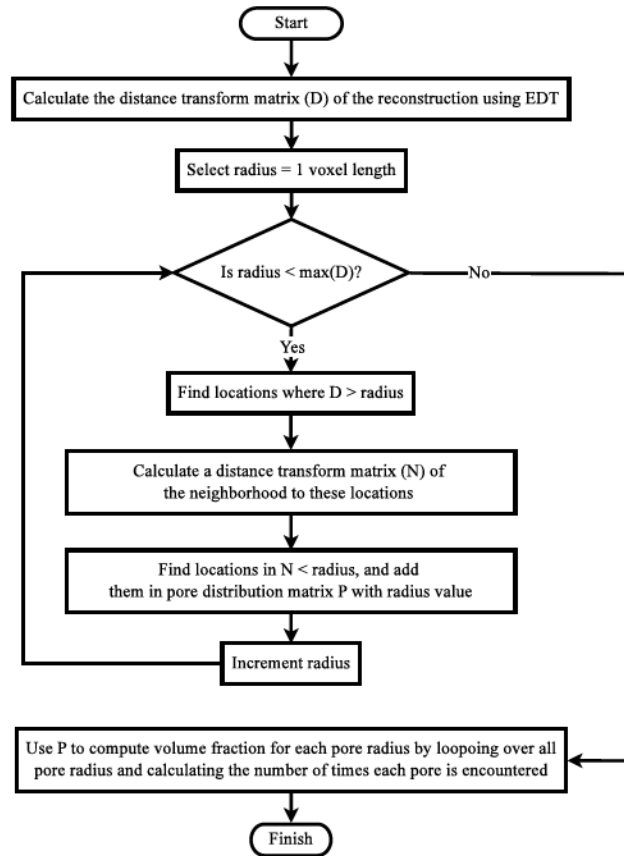 Start
Calculate the distance transform matrix (D) of the reconstruction using EDT
Select radius = 1 voxel length
Is radius < max(D)?
No
Yes
Find locations where D > radius
Calculate a distance transform matrix (N) of
the neighborhood to these locations
Find locations in N < radius, and add
them in pore distribution matrix P with radius value
Increment radius
Use P to compute volume fraction for each pore radius by loopoing over all
pore radius and calculating the number of times each pore is encountered
Finish